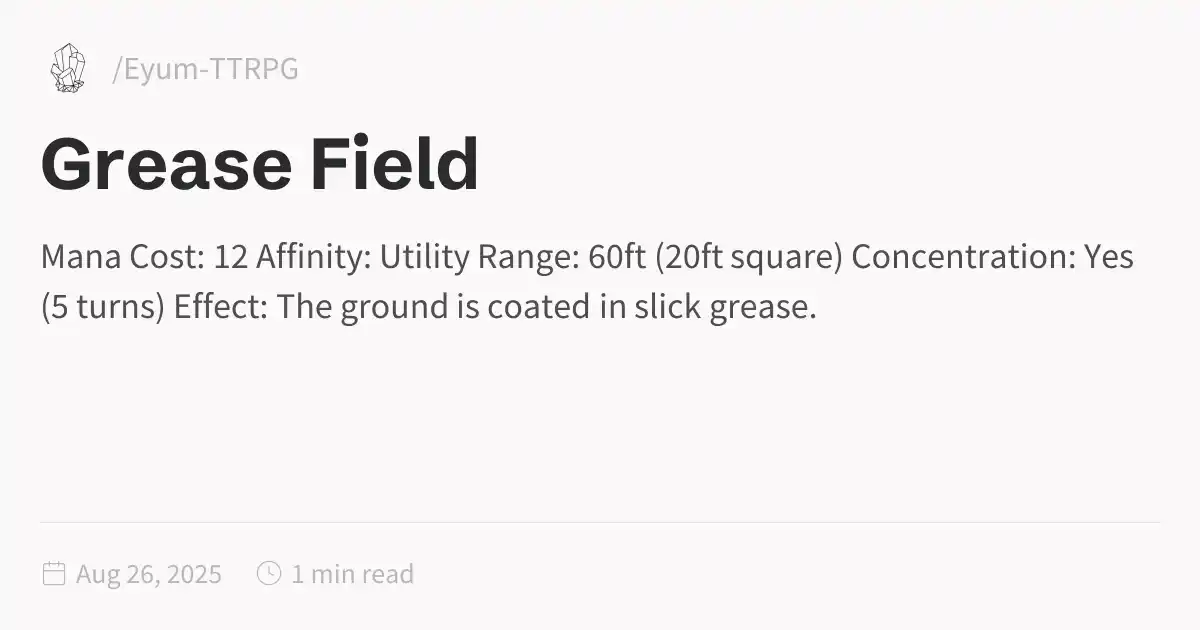 /Eyum-TTRPG
Grease Field
Mana Cost: 12 Affinity: Utility Range: 60ft (20ft square) Concentration: Yes
(5 turns) Effect: The ground is coated in slick grease.
Aug 26, 2025 1 min read